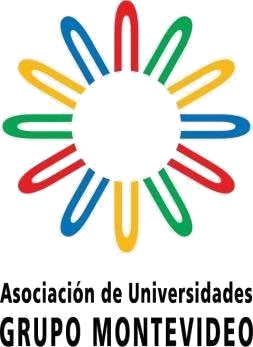 Asociación de Universidades
GRUPO MONTEVIDEO